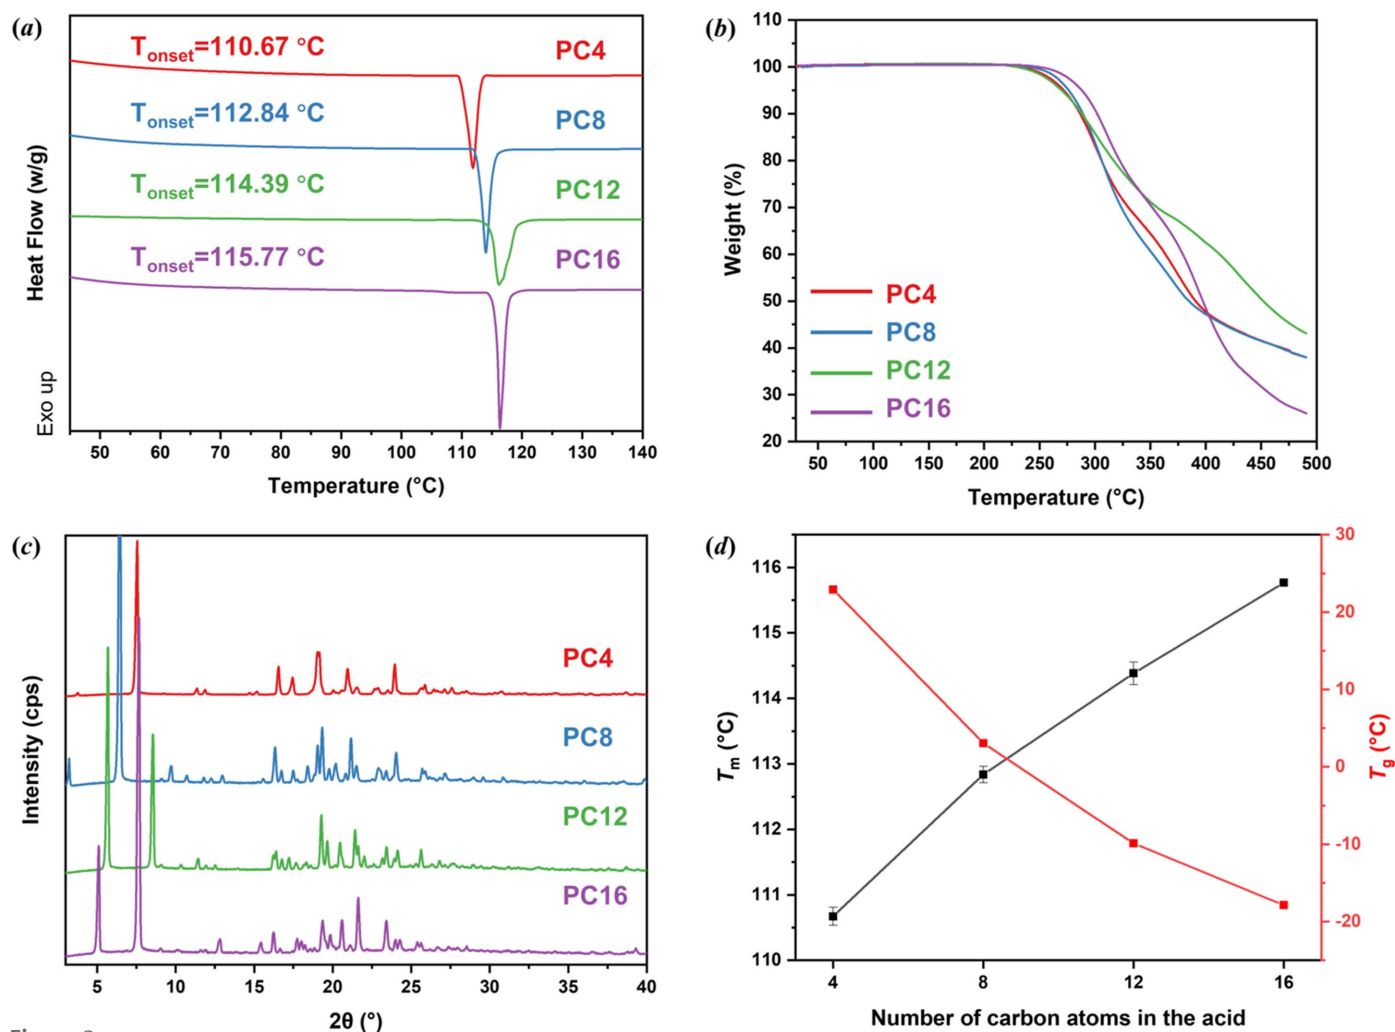 (a)
T_onset=110.67 °C
PC4
T_onset=112.84 °C
PC8
T_onset=114.39 °C
PC12
T_onset=115.77 °C
PC16
Heat Flow (w/g)
Exo up
50 60 70 80 90 100 110 120 130 140
Temperature (°C)
(b)
110
100
90
80
70
60
50
40
30
20
Weight (%)
PC4
PC8
PC12
PC16
50 100 150 200 250 300 350 400 450 500
Temperature (°C)
(c)
PC4
PC8
PC12
PC16
Intensity (cps)
5 10 15 20 25 30 35 40
2θ (°)
(d)
116
115
114
113
112
111
110
T_m (°C)
30
20
10
0
-10
-20
T_g (°C)
4 8 12 16
Number of carbon atoms in the acid